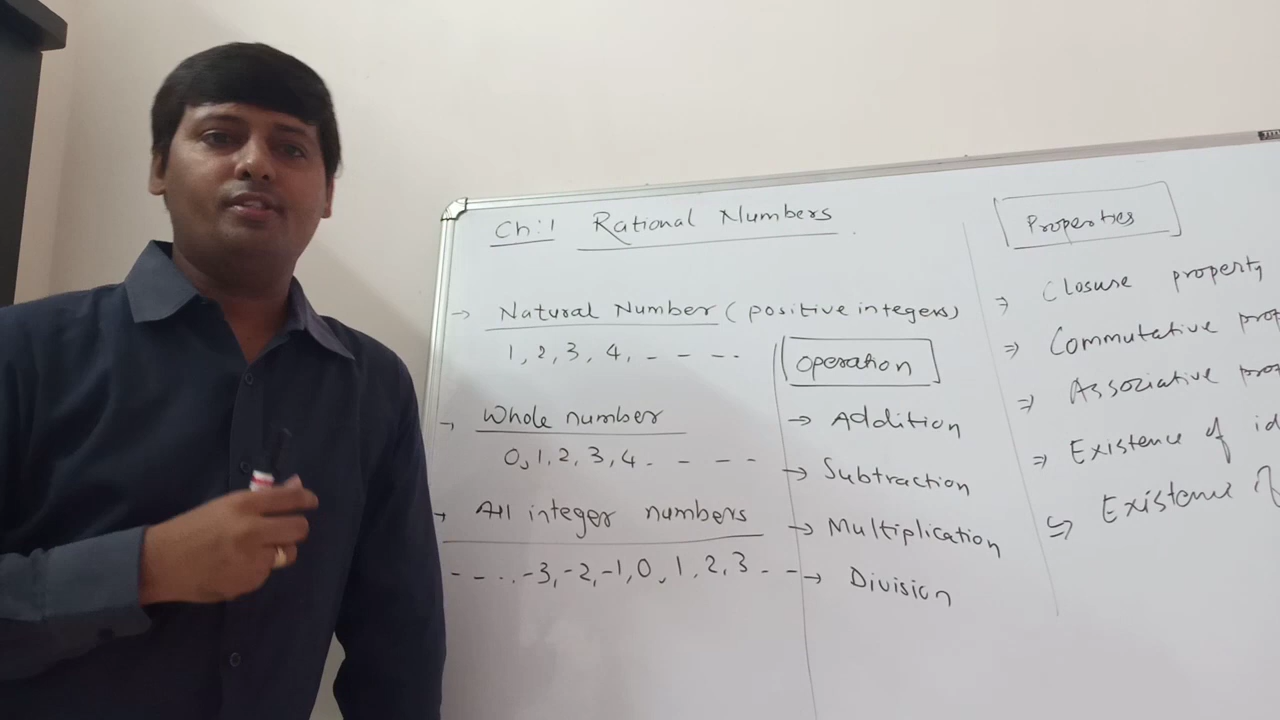 Ch:1 Rational Numbers
→ Natural Number (positive integers)
1, 2, 3, 4, - - - -
→ Whole number
0, 1, 2, 3, 4 - - - -
→ All integer numbers
- - - . . -3, -2, -1, 0, 1, 2, 3 - - -
Operation
→ Addition
→ Subtraction
→ Multiplication
→ Division
Properties
⇒ Closure property
⇒ Commutative
⇒ Associative
⇒ Existence of
⇒ Existence of